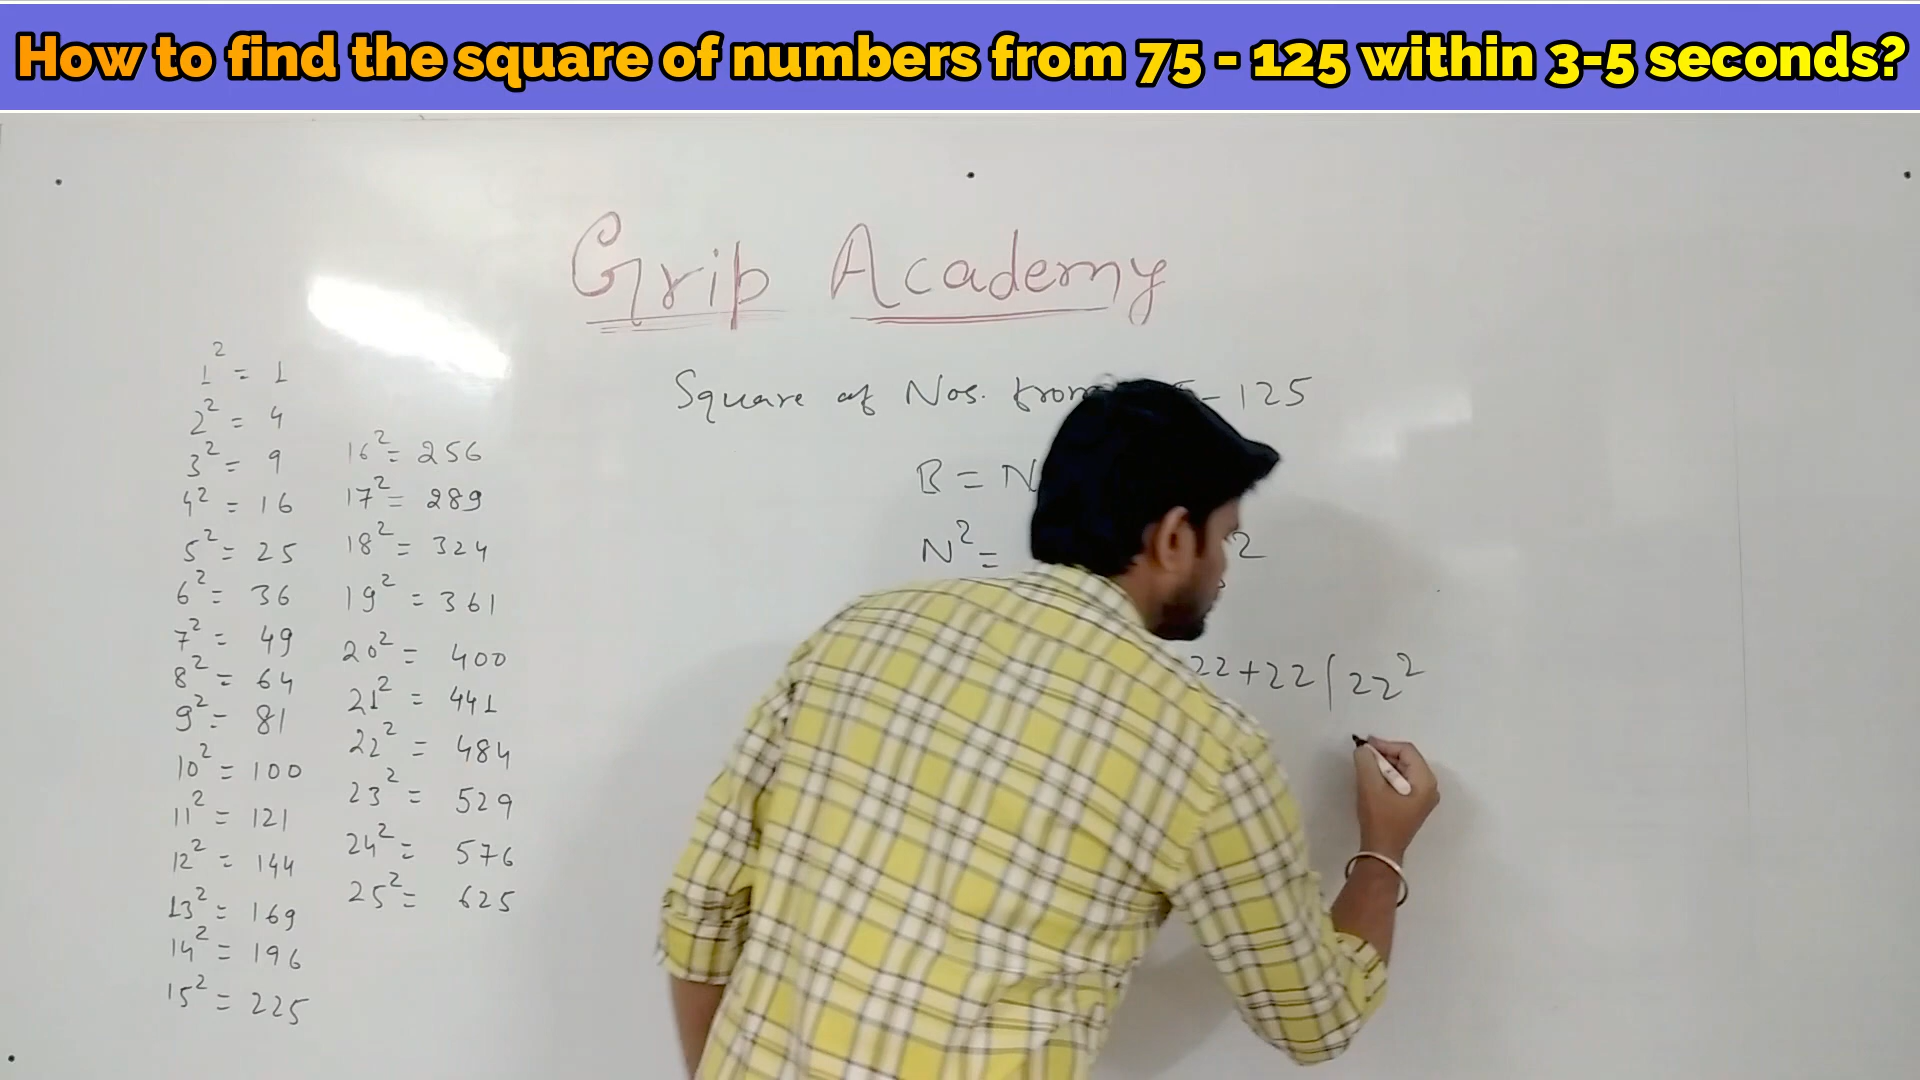 How to find the square of numbers from 75 - 125 within 3-5 seconds?
Grip Academy
Square of Nos. from - 125
B = N
N² = 2
22+22/22²
1² = 1
2² = 4
3² = 9
4² = 16
5² = 25
6² = 36
7² = 49
8² = 64
9² = 81
10² = 100
11² = 121
12² = 144
13² = 169
14² = 196
15² = 225
16² = 256
17² = 289
18² = 324
19² = 361
20² = 400
21² = 441
22² = 484
23² = 529
24² = 576
25² = 625